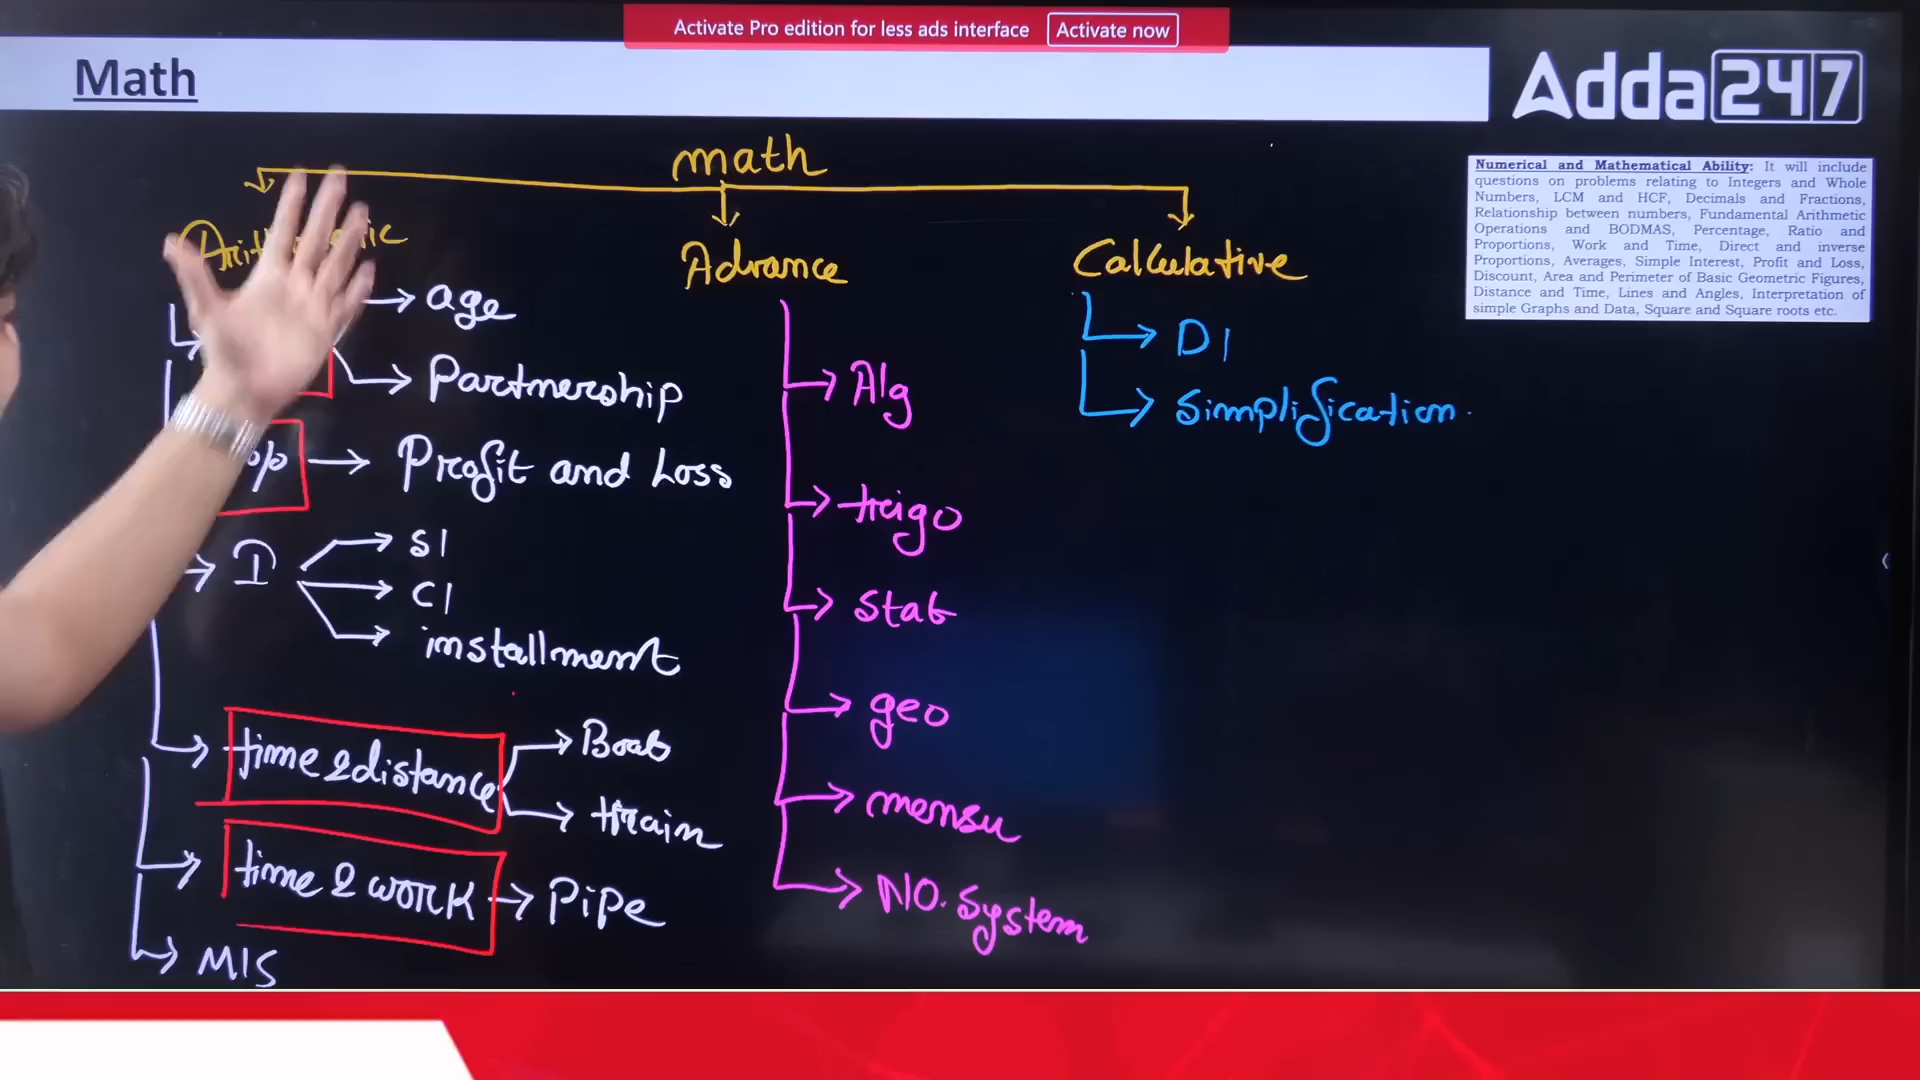 Activate Pro edition for less ads interface Activate now
Math
Adda247
Numerical and Mathematical Ability: It will include
questions on problems relating to Integers and Whole
Numbers, LCM and HCF, Decimals and Fractions,
Relationship between numbers, Fundamental Arithmetic
Operations and BODMAS, Percentage, Ratio and
Proportions, Work and Time, Direct and inverse
Proportions, Averages, Simple Interest, Profit and Loss,
Discount, Area and Perimeter of Basic Geometric Figures,
Distance and Time, Lines and Angles, Interpretation of
simple Graphs and Data, Square and Square roots etc.
math
age
Partnership
Profit and Loss
I
SI
CI
installment
time & distance
Boat
train
time & work
Pipe
MIS
Advance
Alg
trigo
Stat
geo
mensu
NO. System
Calculative
DI
Simplification